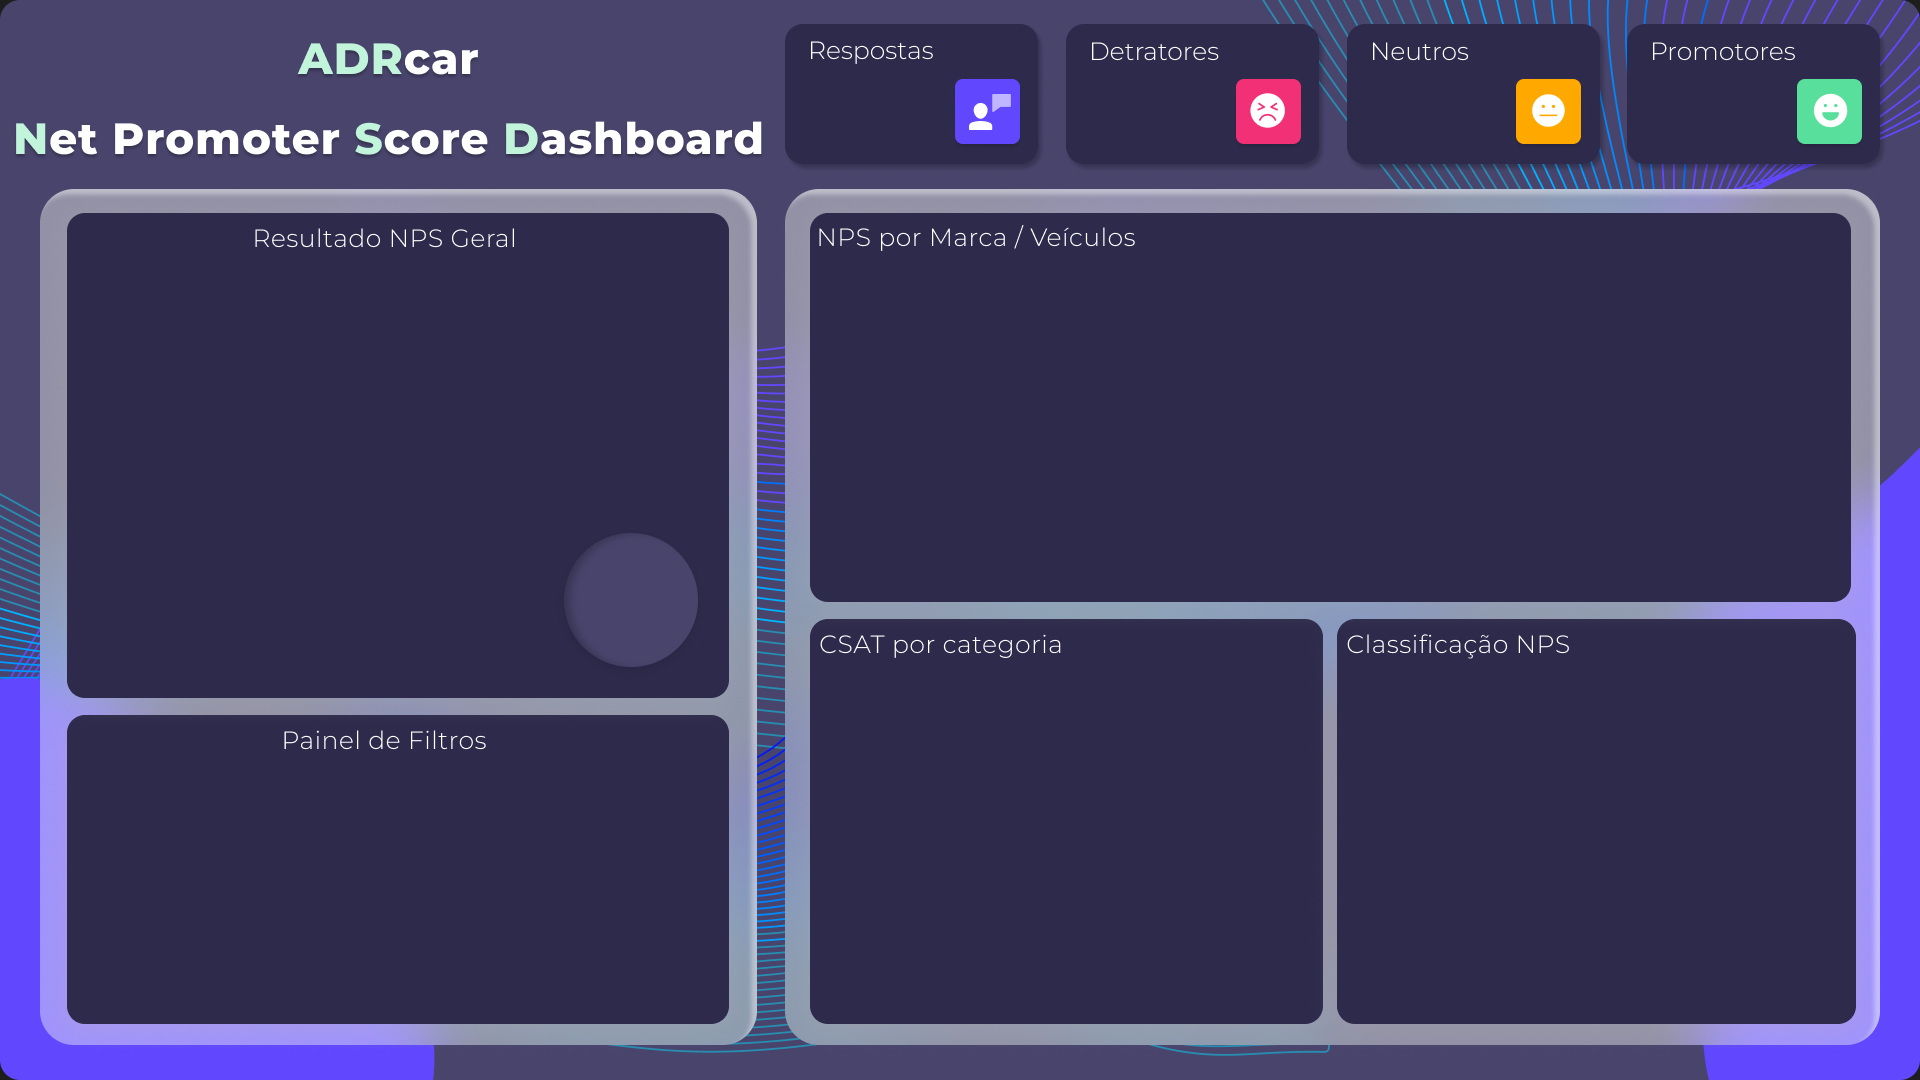 ADRcar
Net Promoter Score Dashboard
Respostas
Detratores
Neutros
Promotores
Resultado NPS Geral
NPS por Marca / Veículos
CSAT por categoria
Classificação NPS
Painel de Filtros